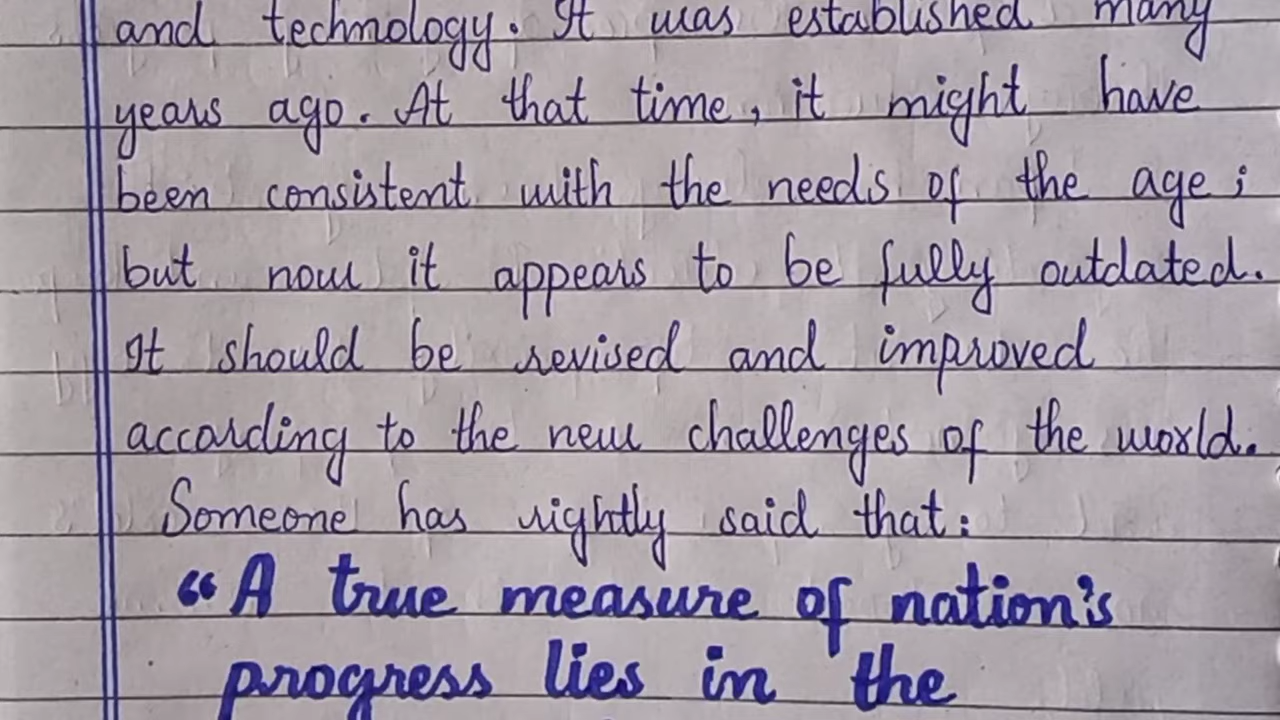 and technology. It was established many
years ago. At that time, it might have
been consistent with the needs of the age;
but now it appears to be fully outdated.
It should be revised and improved
according to the new challenges of the world.
Someone has rightly said that:
“A true measure of nation's
progress lies in the